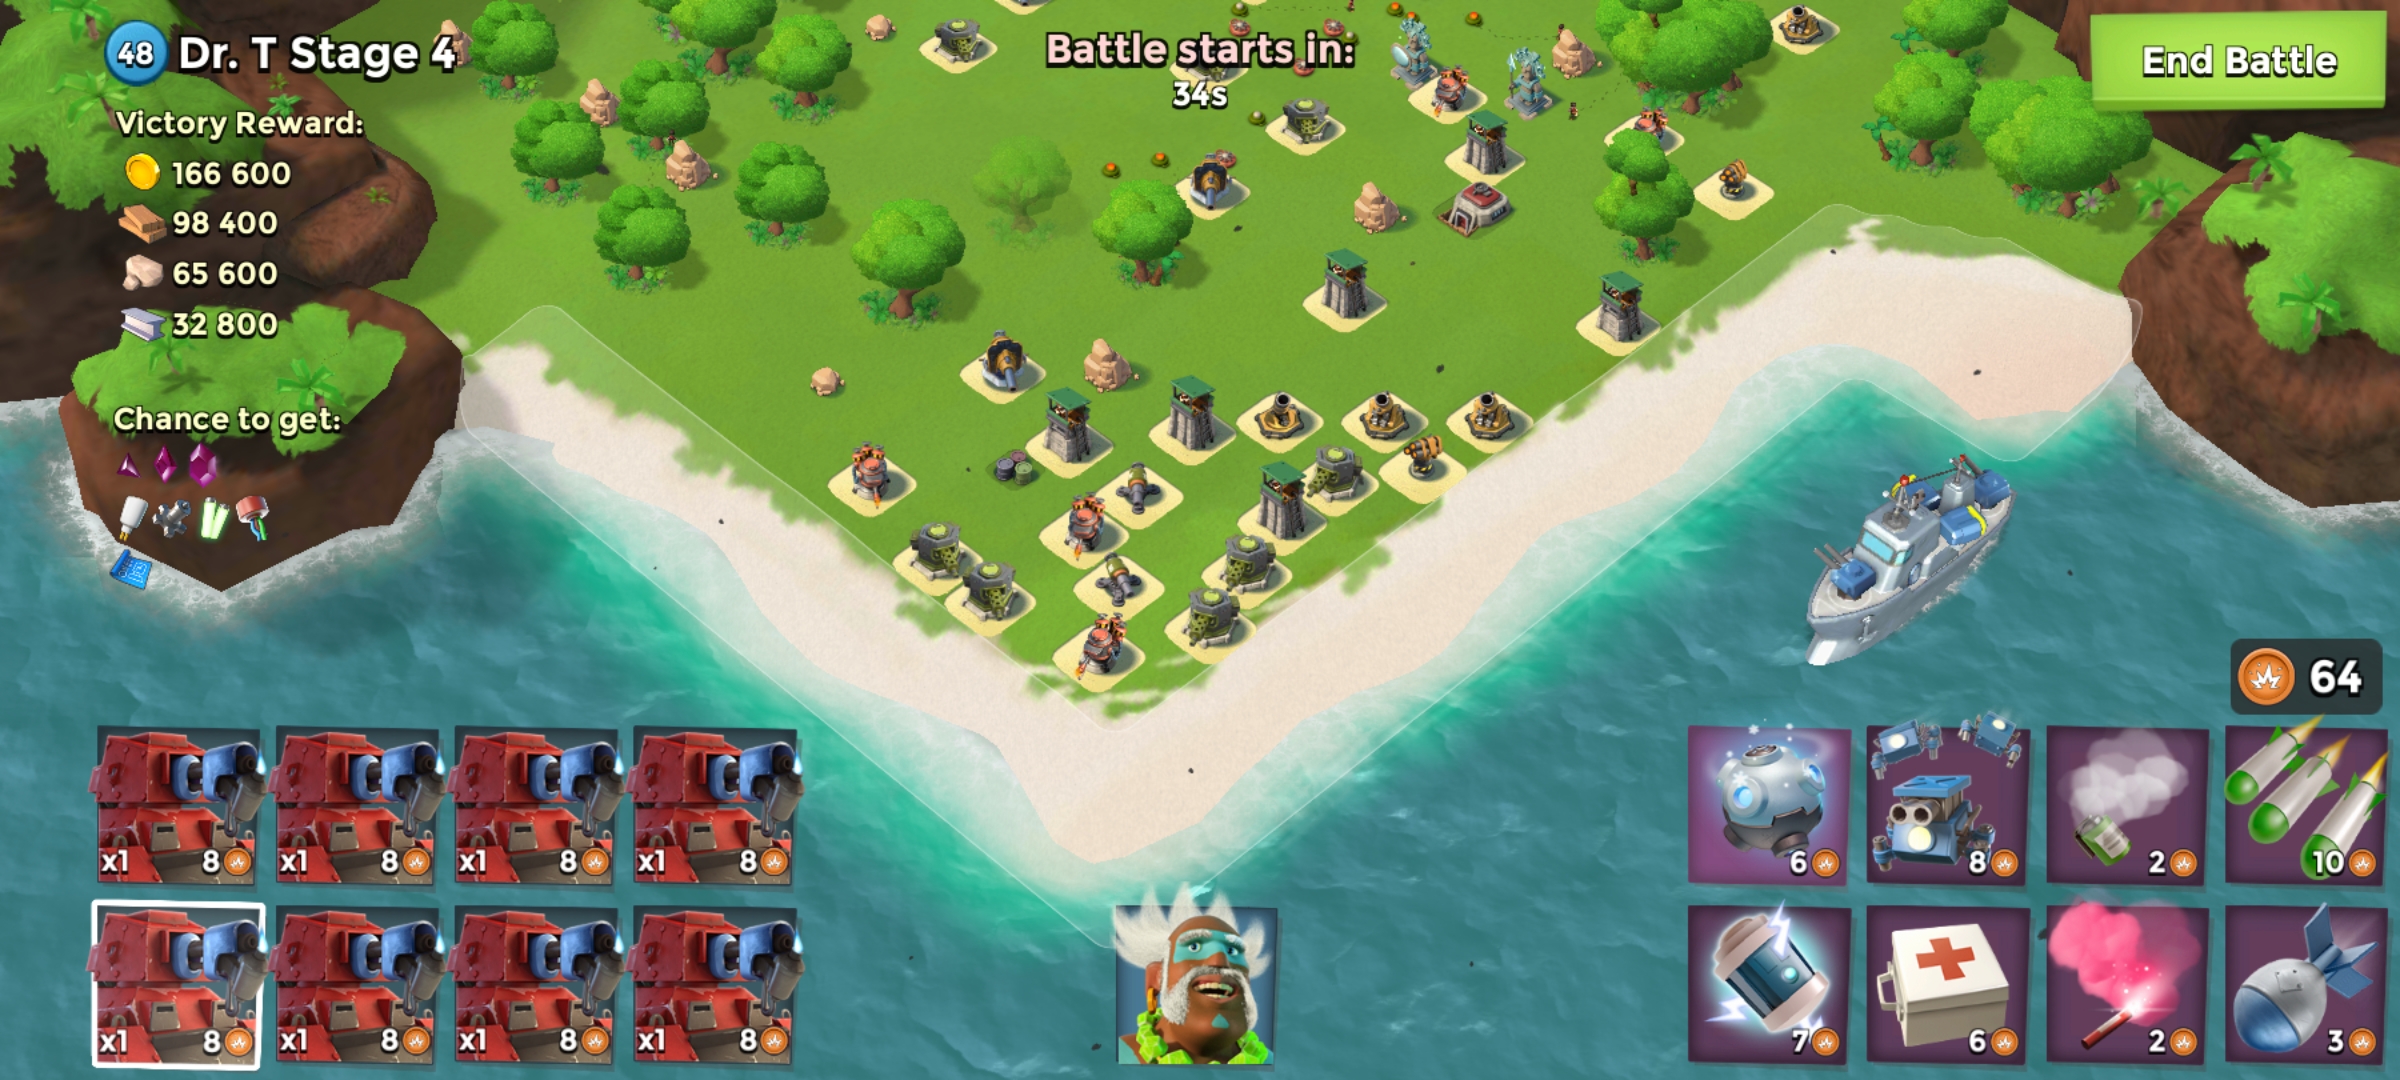 48 Dr. T Stage 4
Battle starts in:
34s
End Battle
Victory Reward:
166 600
98 400
65 600
32 800
Chance to get:
64
x1 8
x1 8
x1 8
x1 8
6
8
2
10
x1 8
x1 8
x1 8
x1 8
7
6
2
3